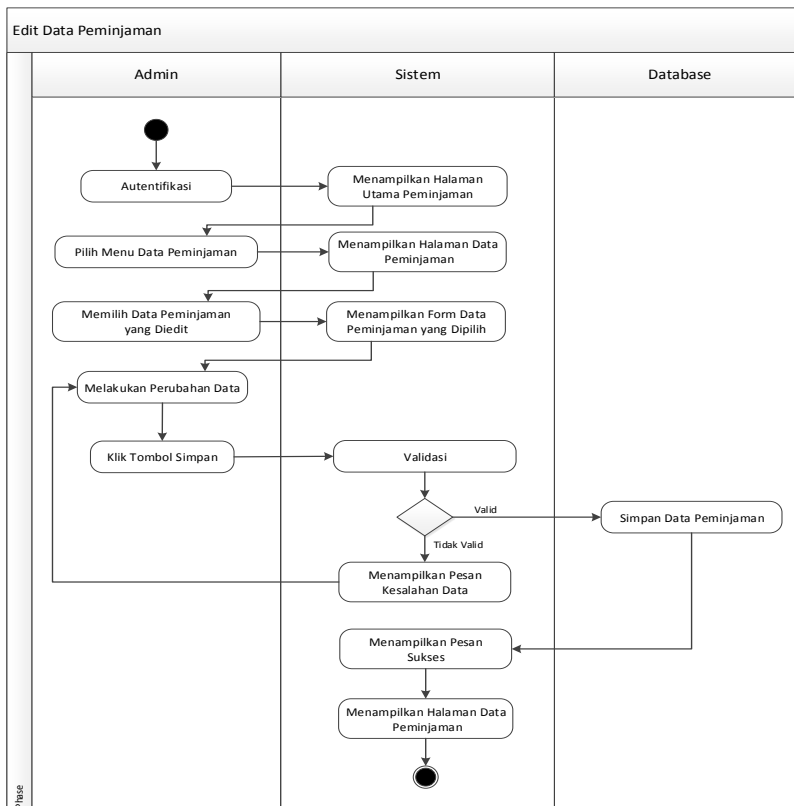 Edit Data Peminjaman
Admin
Sistem
Database
Autentifikasi
Menampilkan Halaman
Utama Peminjaman
Pilih Menu Data Peminjaman
Menampilkan Halaman Data
Peminjaman
Memilih Data Peminjaman
yang Diedit
Menampilkan Form Data
Peminjaman yang Dipilih
Melakukan Perubahan Data
Klik Tombol Simpan
Validasi
Valid
Simpan Data Peminjaman
Tidak Valid
Menampilkan Pesan
Kesalahan Data
Menampilkan Pesan
Sukses
Menampilkan Halaman Data
Peminjaman
Phase